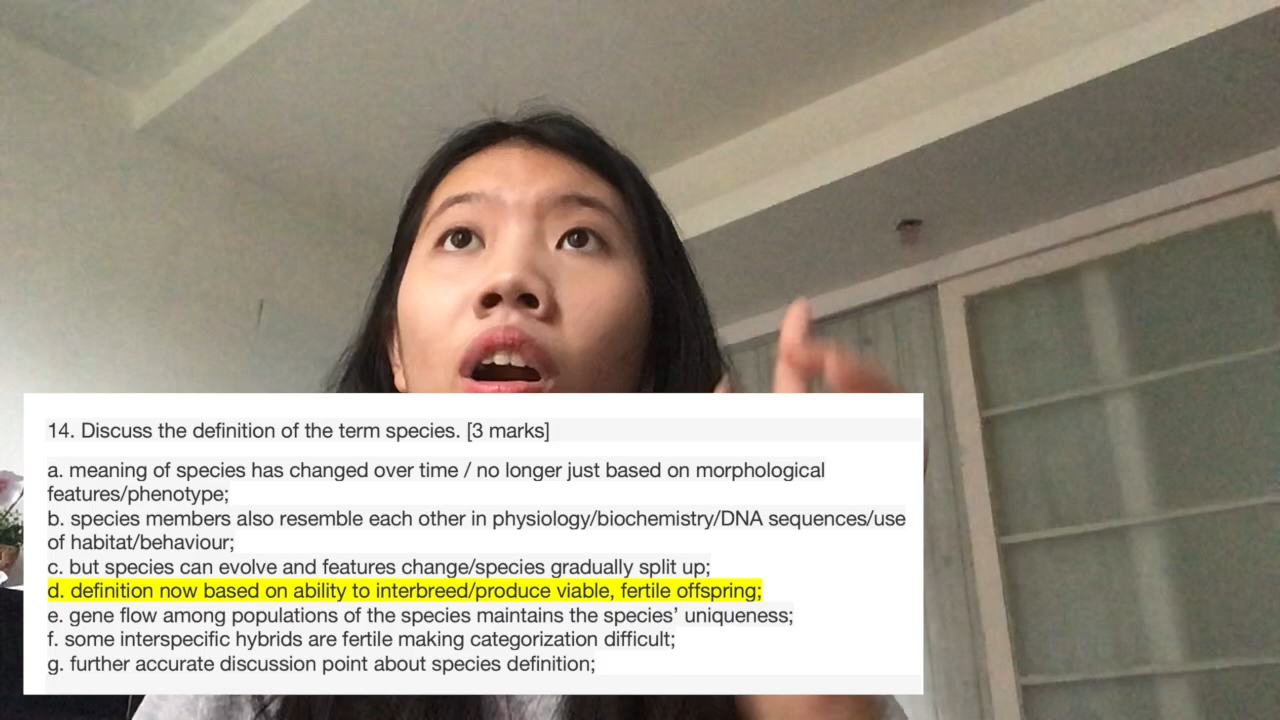 14. Discuss the definition of the term species. [3 marks]
a. meaning of species has changed over time / no longer just based on morphological
features/phenotype;
b. species members also resemble each other in physiology/biochemistry/DNA sequences/use
of habitat/behaviour;
c. but species can evolve and features change/species gradually split up;
d. definition now based on ability to interbreed/produce viable, fertile offspring;
e. gene flow among populations of the species maintains the species’ uniqueness;
f. some interspecific hybrids are fertile making categorization difficult;
g. further accurate discussion point about species definition;